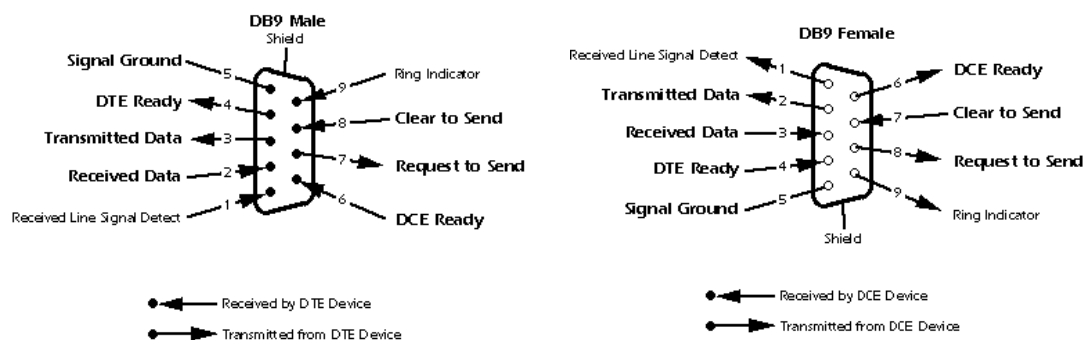 DB9 Male
Shield
Signal Ground
5
9
Ring Indicator
DTE Ready
4
8
Clear to Send
Transmitted Data
3
7
Request to Send
Received Data
2
Received Line Signal Detect
1
6
DCE Ready
Received by DTE Device
Transmitted from DTE Device
DB9 Female
Received Line Signal Detect
1
6
DCE Ready
Transmitted Data
2
7
Clear to Send
Received Data
3
8
Request to Send
DTE Ready
4
9
Ring Indicator
Signal Ground
5
Shield
Received by DCE Device
Transmitted from DCE Device